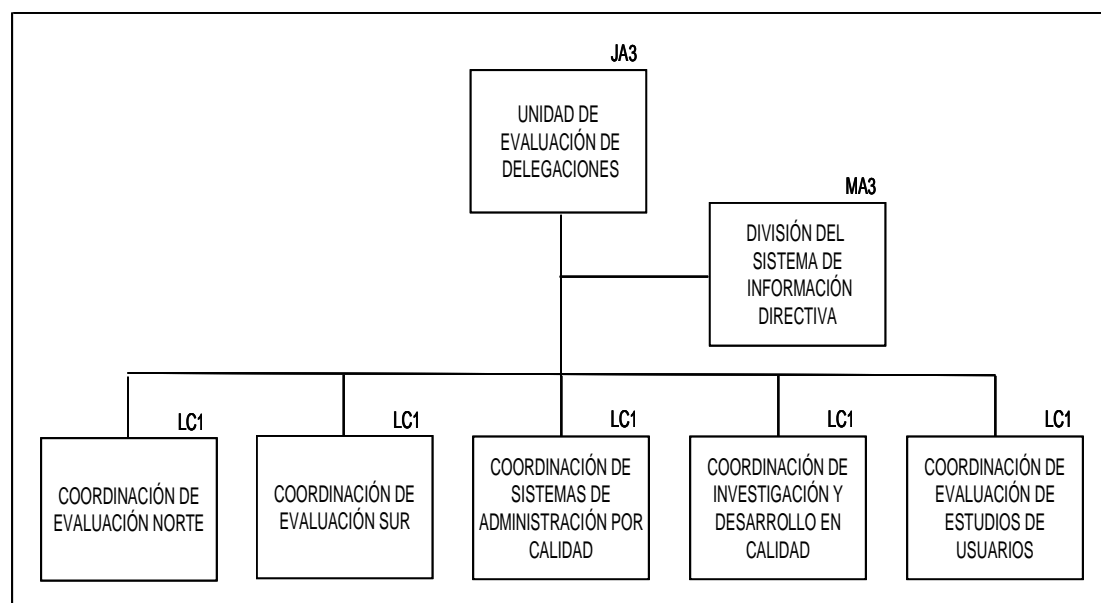 JA3
UNIDAD DE
EVALUACIÓN DE
DELEGACIONES
MA3
DIVISIÓN DEL
SISTEMA DE
INFORMACIÓN
DIRECTIVA
LC1
COORDINACIÓN DE
EVALUACIÓN NORTE
LC1
COORDINACIÓN DE
EVALUACIÓN SUR
LC1
COORDINACIÓN DE
SISTEMAS DE
ADMINISTRACIÓN POR
CALIDAD
LC1
COORDINACIÓN DE
INVESTIGACIÓN Y
DESARROLLO EN
CALIDAD
LC1
COORDINACIÓN DE
EVALUACIÓN DE
ESTUDIOS DE
USUARIOS